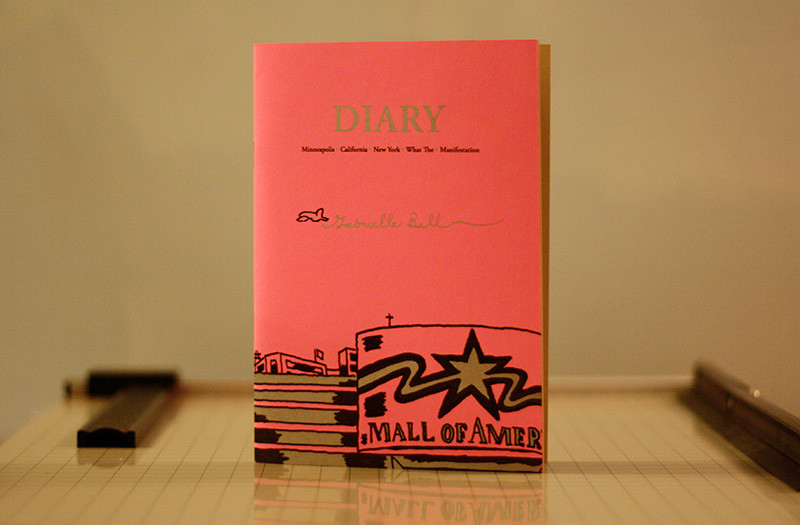 DIARY
Minneapolis · California · New York · What The · Manifestation
Gabrielle Bell
MALL OF AMER